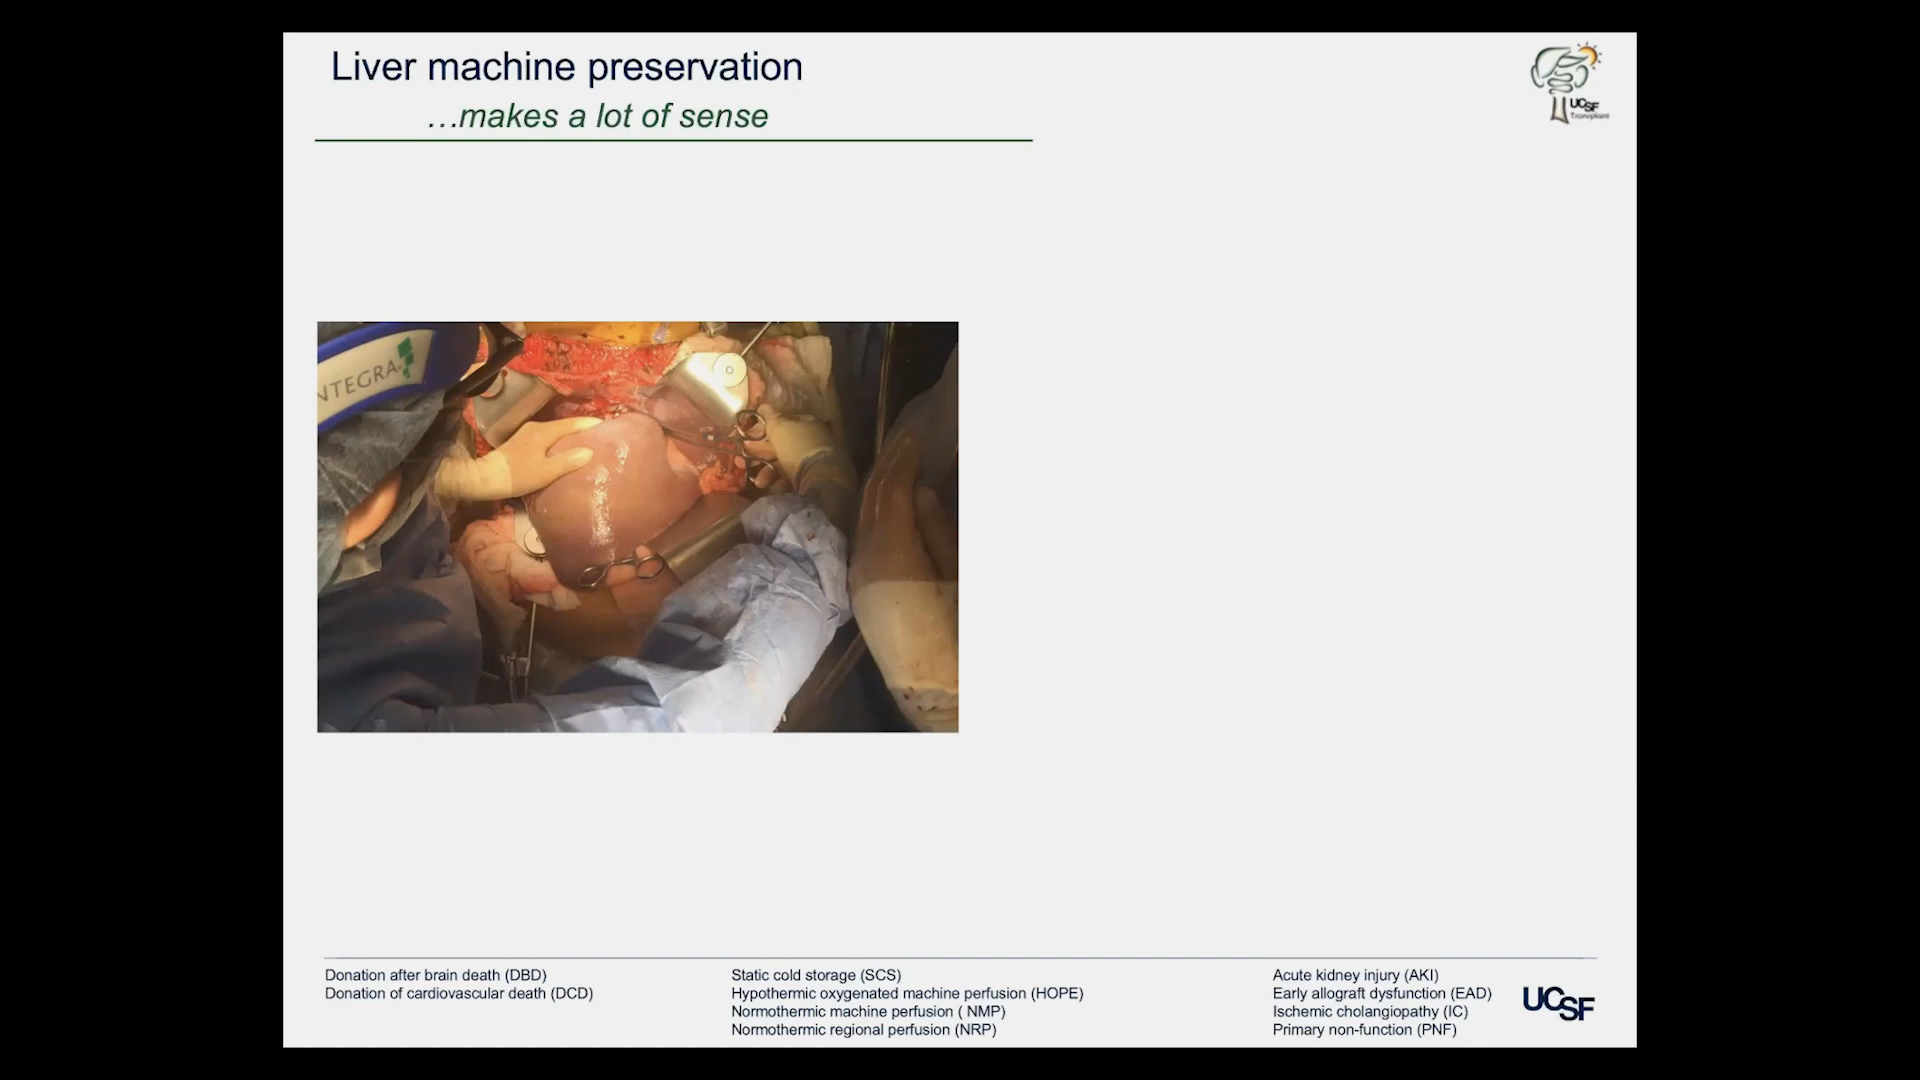 Liver machine preservation
…makes a lot of sense
UCSF
Transplant
NTEGRA
Donation after brain death (DBD)
Donation of cardiovascular death (DCD)
Static cold storage (SCS)
Hypothermic oxygenated machine perfusion (HOPE)
Normothermic machine perfusion ( NMP)
Normothermic regional perfusion (NRP)
Acute kidney injury (AKI)
Early allograft dysfunction (EAD)
Ischemic cholangiopathy (IC)
Primary non-function (PNF)
UCSF